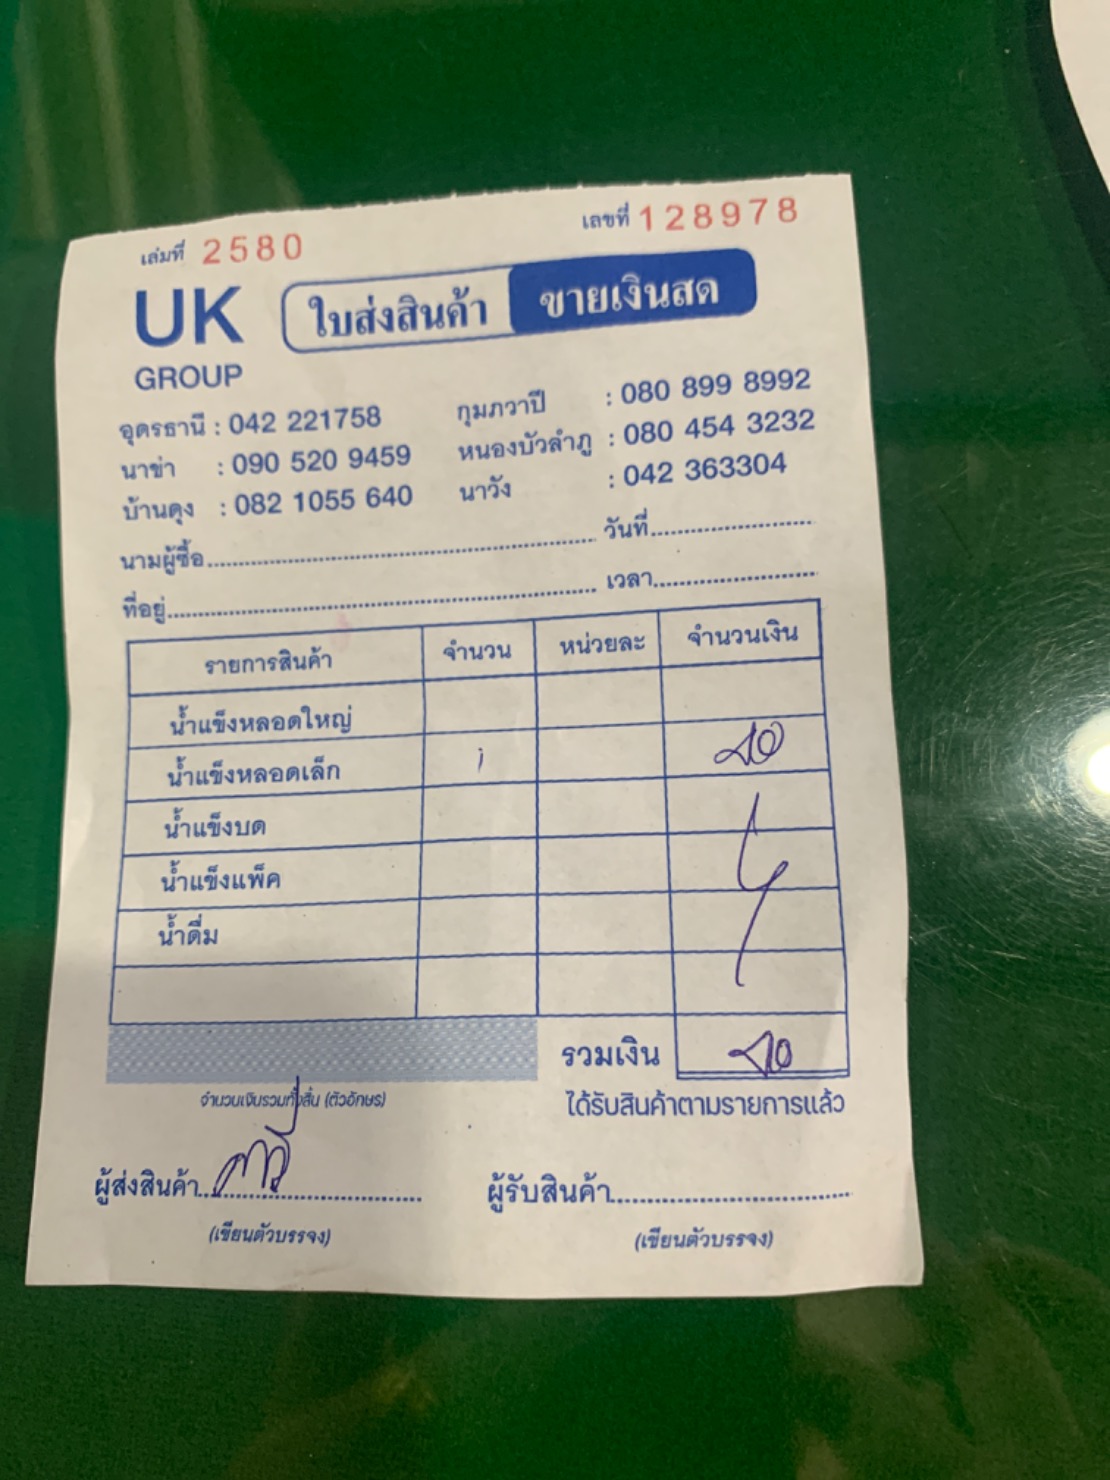 เล่มที่ 2580 เลขที่ 128978
UK GROUP
ใบส่งสินค้า ขายเงินสด
อุดรธานี : 042 221758 กุมภวาปี : 080 899 8992
นาข่า : 090 520 9459 หนองบัวลำภู : 080 454 3232
บ้านดุง : 082 1055 640 นาวัง : 042 363304
นามผู้ซื้อ วันที่
ที่อยู่ เวลา
รายการสินค้า จำนวน หน่วยละ จำนวนเงิน
น้ำแข็งหลอดใหญ่
น้ำแข็งหลอดเล็ก 1
น้ำแข็งบด
น้ำแข็งแพ็ค
น้ำดื่ม
รวมเงิน
จำนวนเงินรวมทั้งสิ้น (ตัวอักษร) ได้รับสินค้าตามรายการแล้ว
ผู้ส่งสินค้า ผู้รับสินค้า
(เขียนตัวบรรจง) (เขียนตัวบรรจง)